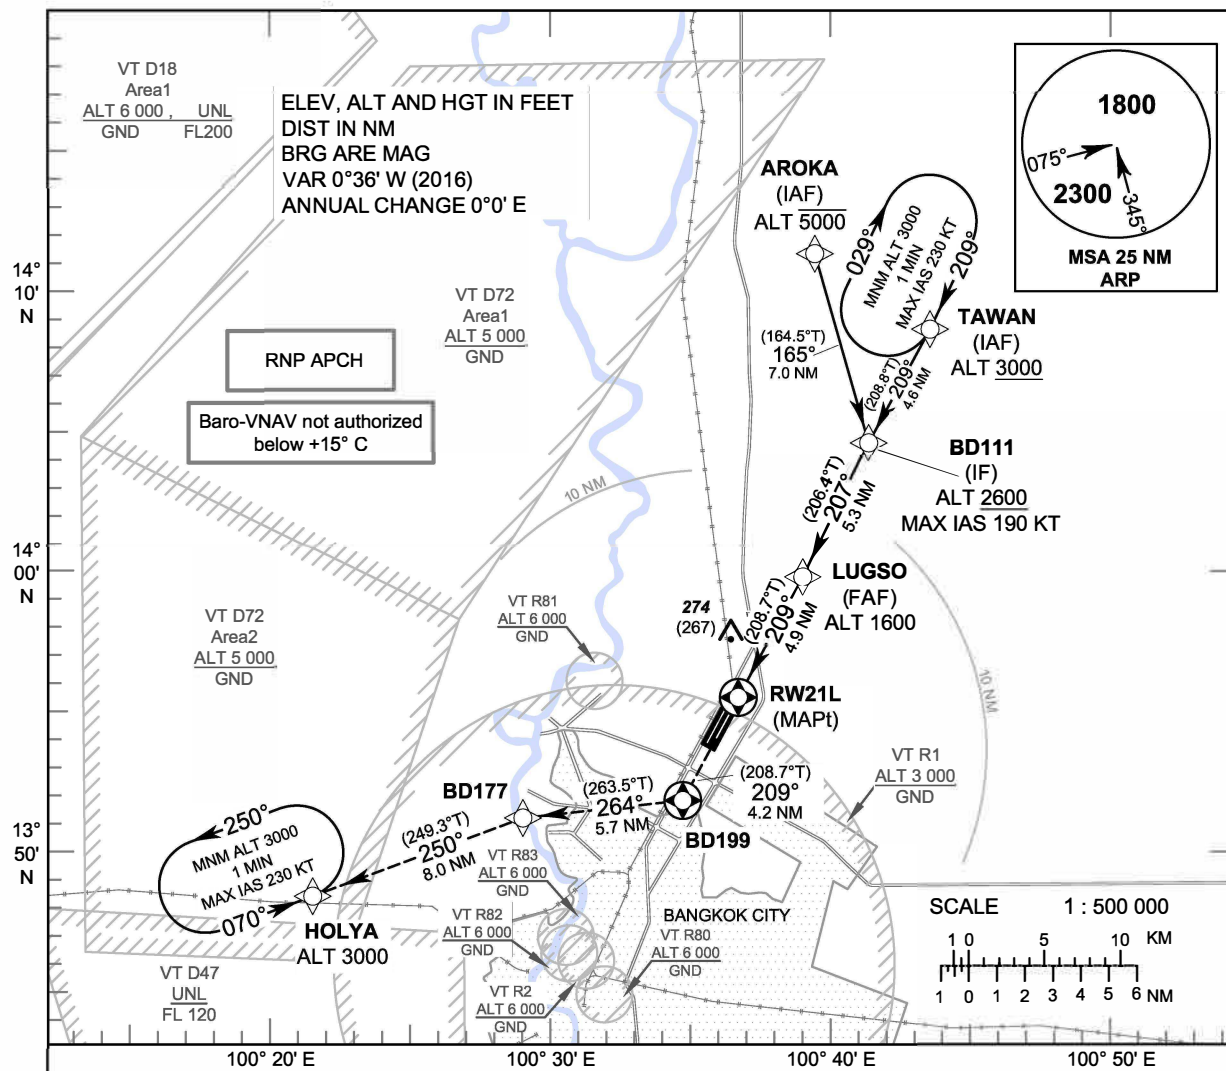 VT D18
Area1
ALT 6 000 , UNL
GND FL200
ELEV, ALT AND HGT IN FEET
DIST IN NM
BRG ARE MAG
VAR 0°36' W (2016)
ANNUAL CHANGE 0°0' E
1800
075°
2300
345°
MSA 25 NM
ARP
AROKA
(IAF)
ALT 5000
029°
MNM ALT 3000
1 MIN
MAX IAS 230 KT
209°
TAWAN
(IAF)
ALT 3000
14°
10'
N
VT D72
Area1
ALT 5 000
GND
RNP APCH
Baro-VNAV not authorized
below +15° C
(164.5°T)
165°
7.0 NM
(208.8°T)
209°
4.6 NM
BD111
(IF)
ALT 2600
MAX IAS 190 KT
10 NM
(206.4°T)
207°
5.3 NM
14°
00'
N
LUGSO
(FAF)
ALT 1600
VT R81
ALT 6 000
GND
274
(267)
(208.7°T)
209°
4.9 NM
VT D72
Area2
ALT 5 000
GND
10 NM
RW21L
(MAPt)
VT R1
ALT 3 000
GND
(208.7°T)
209°
4.2 NM
BD177
(263.5°T)
264°
5.7 NM
BD199
13°
50'
N
250°
MNM ALT 3000
1 MIN
MAX IAS 230 KT
070°
(249.3°T)
250°
8.0 NM
HOLYA
ALT 3000
VT R83
ALT 6 000
GND
VT R82
ALT 6 000
GND
BANGKOK CITY
VT R80
ALT 6 000
GND
VT R2
ALT 6 000
GND
VT D47
UNL
FL 120
SCALE 1 : 500 000
1 0 5 10 KM
1 0 1 2 3 4 5 6 NM
100° 20' E
100° 30' E
100° 40' E
100° 50' E